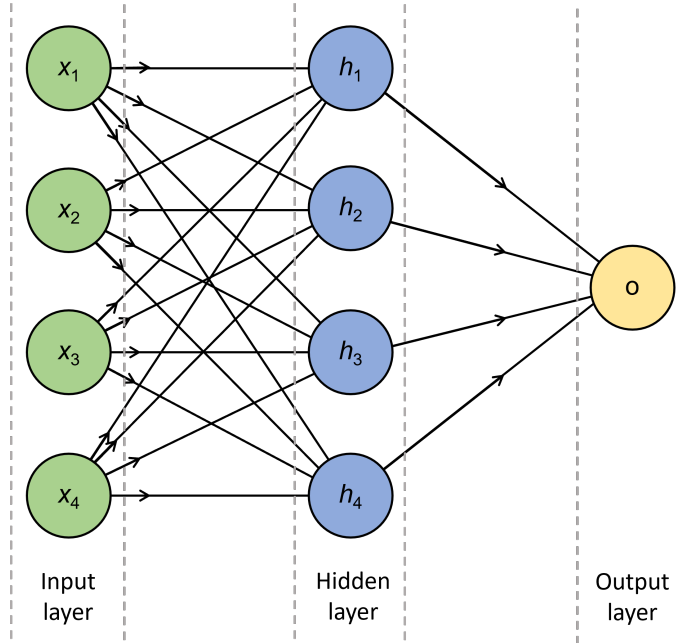 x₁ h₁
x₂ h₂
o
x₃ h₃
x₄ h₄
Input layer
Hidden layer
Output layer